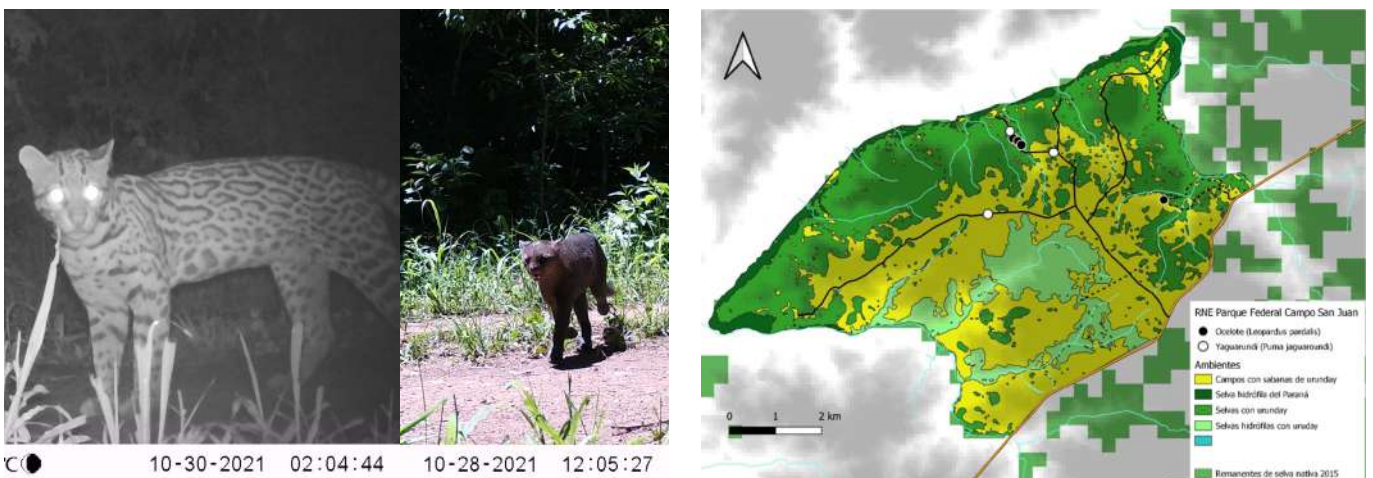 °C 10-30-2021 02:04:44
10-28-2021 12:05:27
0 1 2 km
RNE Parque Federal Campo San Juan
Ocelote (Leopardus pardalis)
Yaguarundi (Puma jaguaroundi)
Ambientes
Campos con sabanas de urunday
Selva hidrófila del Paraná
Selvas con urunday
Selvas hidrófilas con uruday
Remanentes de selva nativa 2015